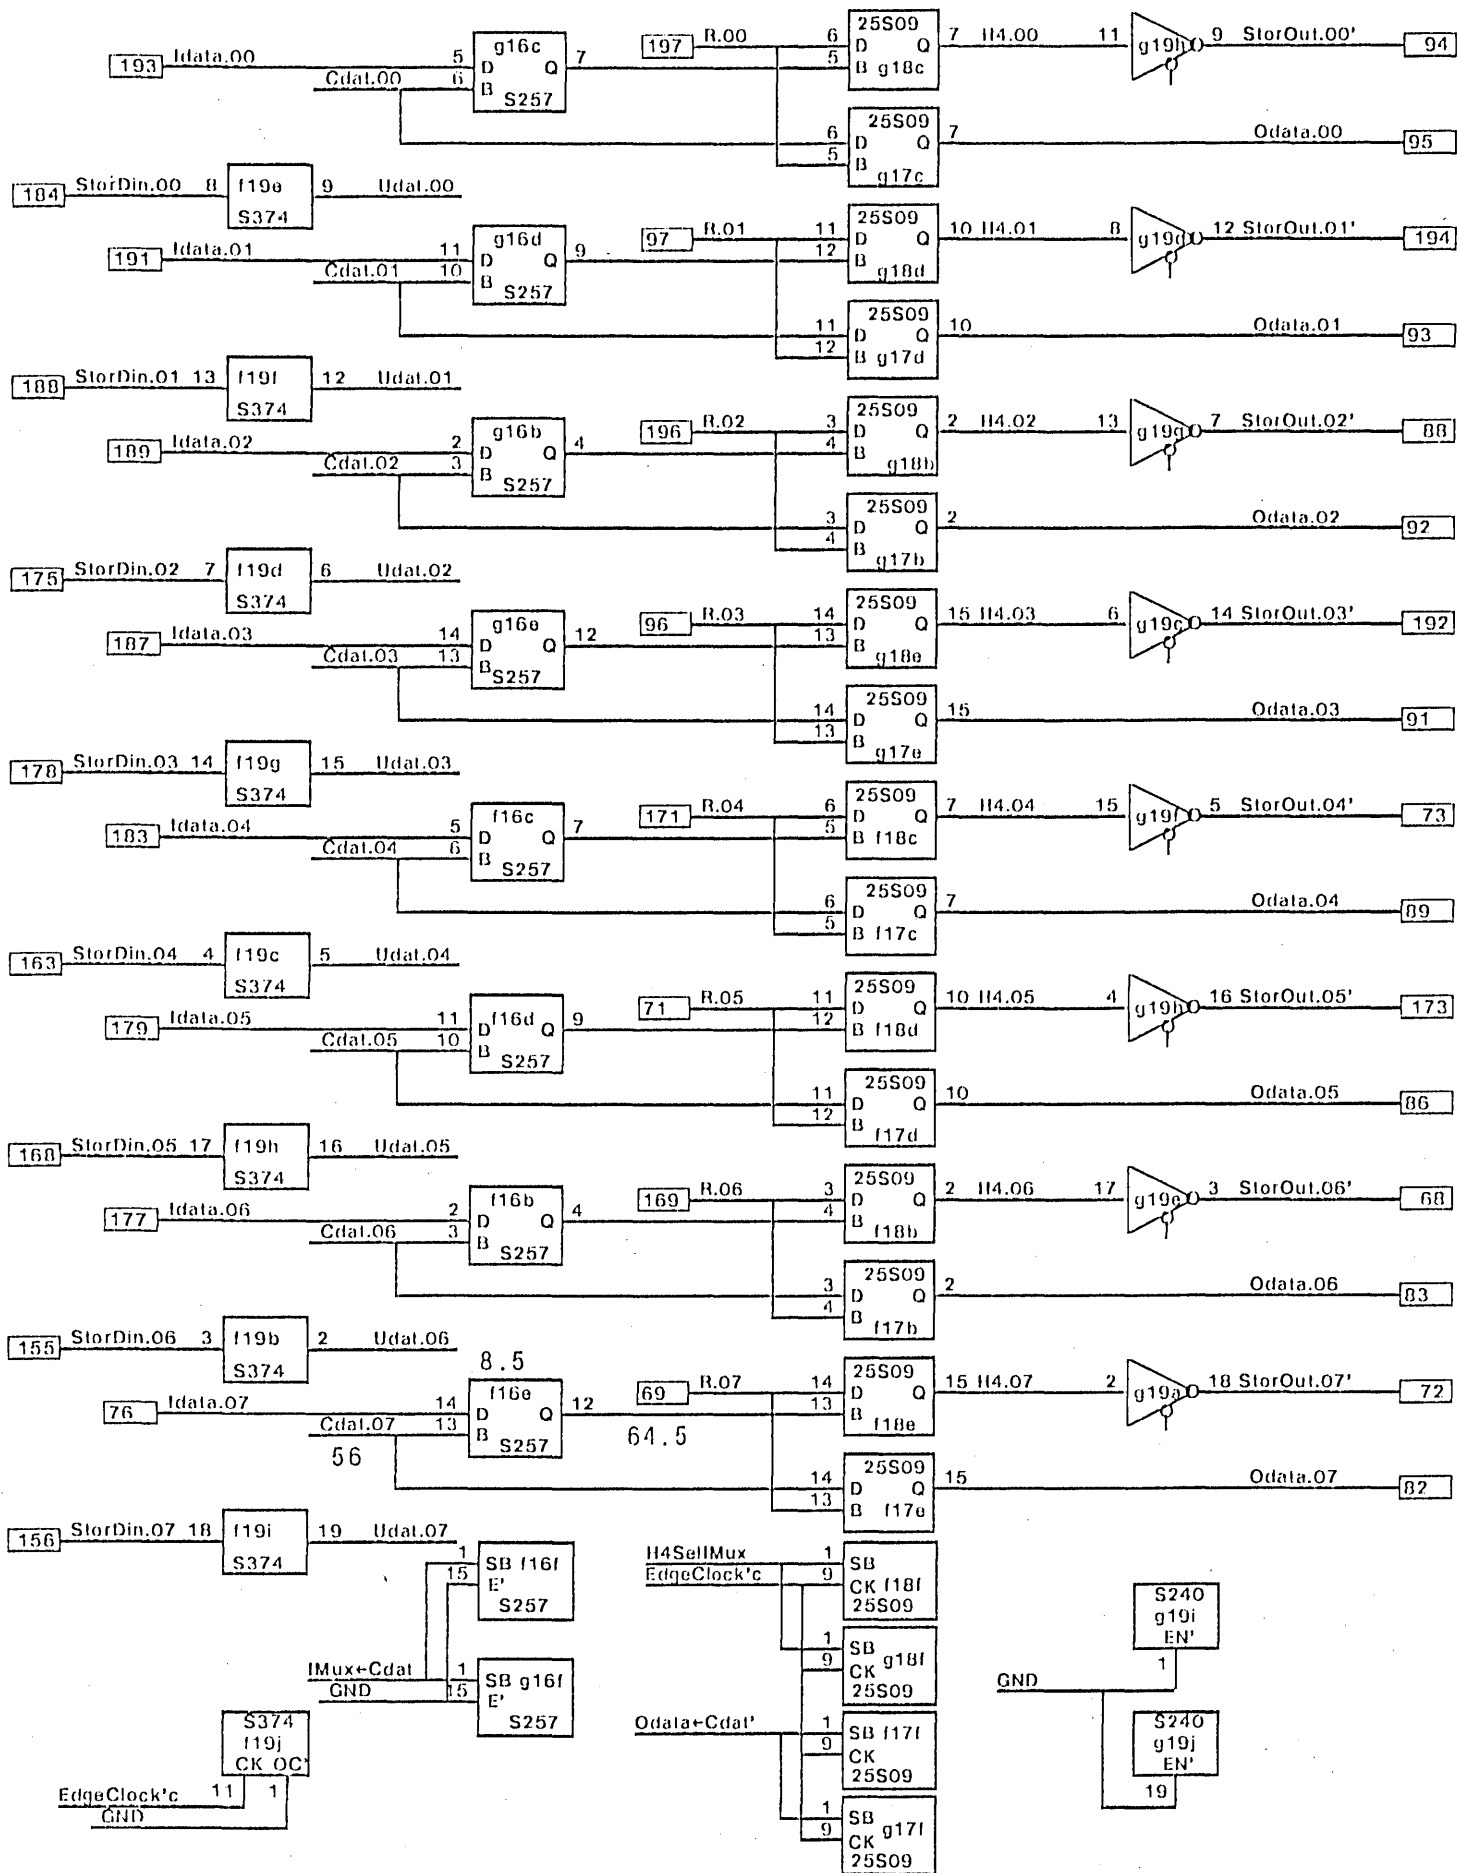 25S09
193 Idata.00 5 D g16c Q 7 197 R.00 6 D Q 7 H4.00 11 g19h 9 StorOut.00' 94
Cdat.00 6 B S257 5 B g18c
25S09
6 D Q 7 Odata.00 95
5 B g17c
184 StorDin.00 8 f19e 9 Udat.00
S374
25S09
191 Idata.01 11 D g16d Q 9 97 R.01 11 D Q 10 H4.01 8 g19d 12 StorOut.01' 194
Cdat.01 10 B S257 12 B g18d
25S09
11 D Q 10 Odata.01 93
12 B g17d
188 StorDin.01 13 f19f 12 Udat.01
S374
25S09
189 Idata.02 2 D g16b Q 4 196 R.02 3 D Q 2 H4.02 13 g19g 7 StorOut.02' 88
Cdat.02 3 B S257 4 B g18b
25S09
3 D Q 2 Odata.02 92
4 B g17b
175 StorDin.02 7 f19d 6 Udat.02
S374
25S09
187 Idata.03 14 D g16e Q 12 96 R.03 14 D Q 15 H4.03 6 g19c 14 StorOut.03' 192
Cdat.03 13 B S257 13 B g18e
25S09
14 D Q 15 Odata.03 91
13 B g17e
178 StorDin.03 14 f19g 15 Udat.03
S374
25S09
183 Idata.04 5 D f16c Q 7 171 R.04 6 D Q 7 H4.04 15 g19f 5 StorOut.04' 73
Cdat.04 6 B S257 5 B f18c
25S09
6 D Q 7 Odata.04 89
5 B f17c
163 StorDin.04 4 f19c 5 Udat.04
S374
25S09
179 Idata.05 11 D f16d Q 9 71 R.05 11 D Q 10 H4.05 4 g19b 16 StorOut.05' 173
Cdat.05 10 B S257 12 B f18d
25S09
11 D Q 10 Odata.05 86
12 B f17d
168 StorDin.05 17 f19h 16 Udat.05
S374
25S09
177 Idata.06 2 D f16b Q 4 169 R.06 3 D Q 2 H4.06 17 g19e 3 StorOut.06' 68
Cdat.06 3 B S257 4 B f18b
25S09
3 D Q 2 Odata.06 83
4 B f17b
155 StorDin.06 3 f19b 2 Udat.06
S374
8.5
25S09
76 Idata.07 14 D f16e Q 12 69 R.07 14 D Q 15 H4.07 2 g19a 18 StorOut.07' 72
Cdat.07 13 B S257 13 B f18e
56 64.5
25S09
14 D Q 15 Odata.07 82
13 B f17e
156 StorDin.07 18 f19i 19 Udat.07
S374
1 SB f16f
15 E'
S257
IMux←Cdat 1 SB g16f
GND 15 E'
S257
S374
f19j
CK OC'
EdgeClock'c 11 1
GND
H4SelIMux 1 SB
EdgeClock'c 9 CK f18f
25S09
1 SB
9 CK g18f
25S09
Odata←Cdat' 1 SB f17f
9 CK
25S09
1 SB
9 CK g17f
25S09
S240
g19i
EN'
1
GND
S240
g19j
EN'
19